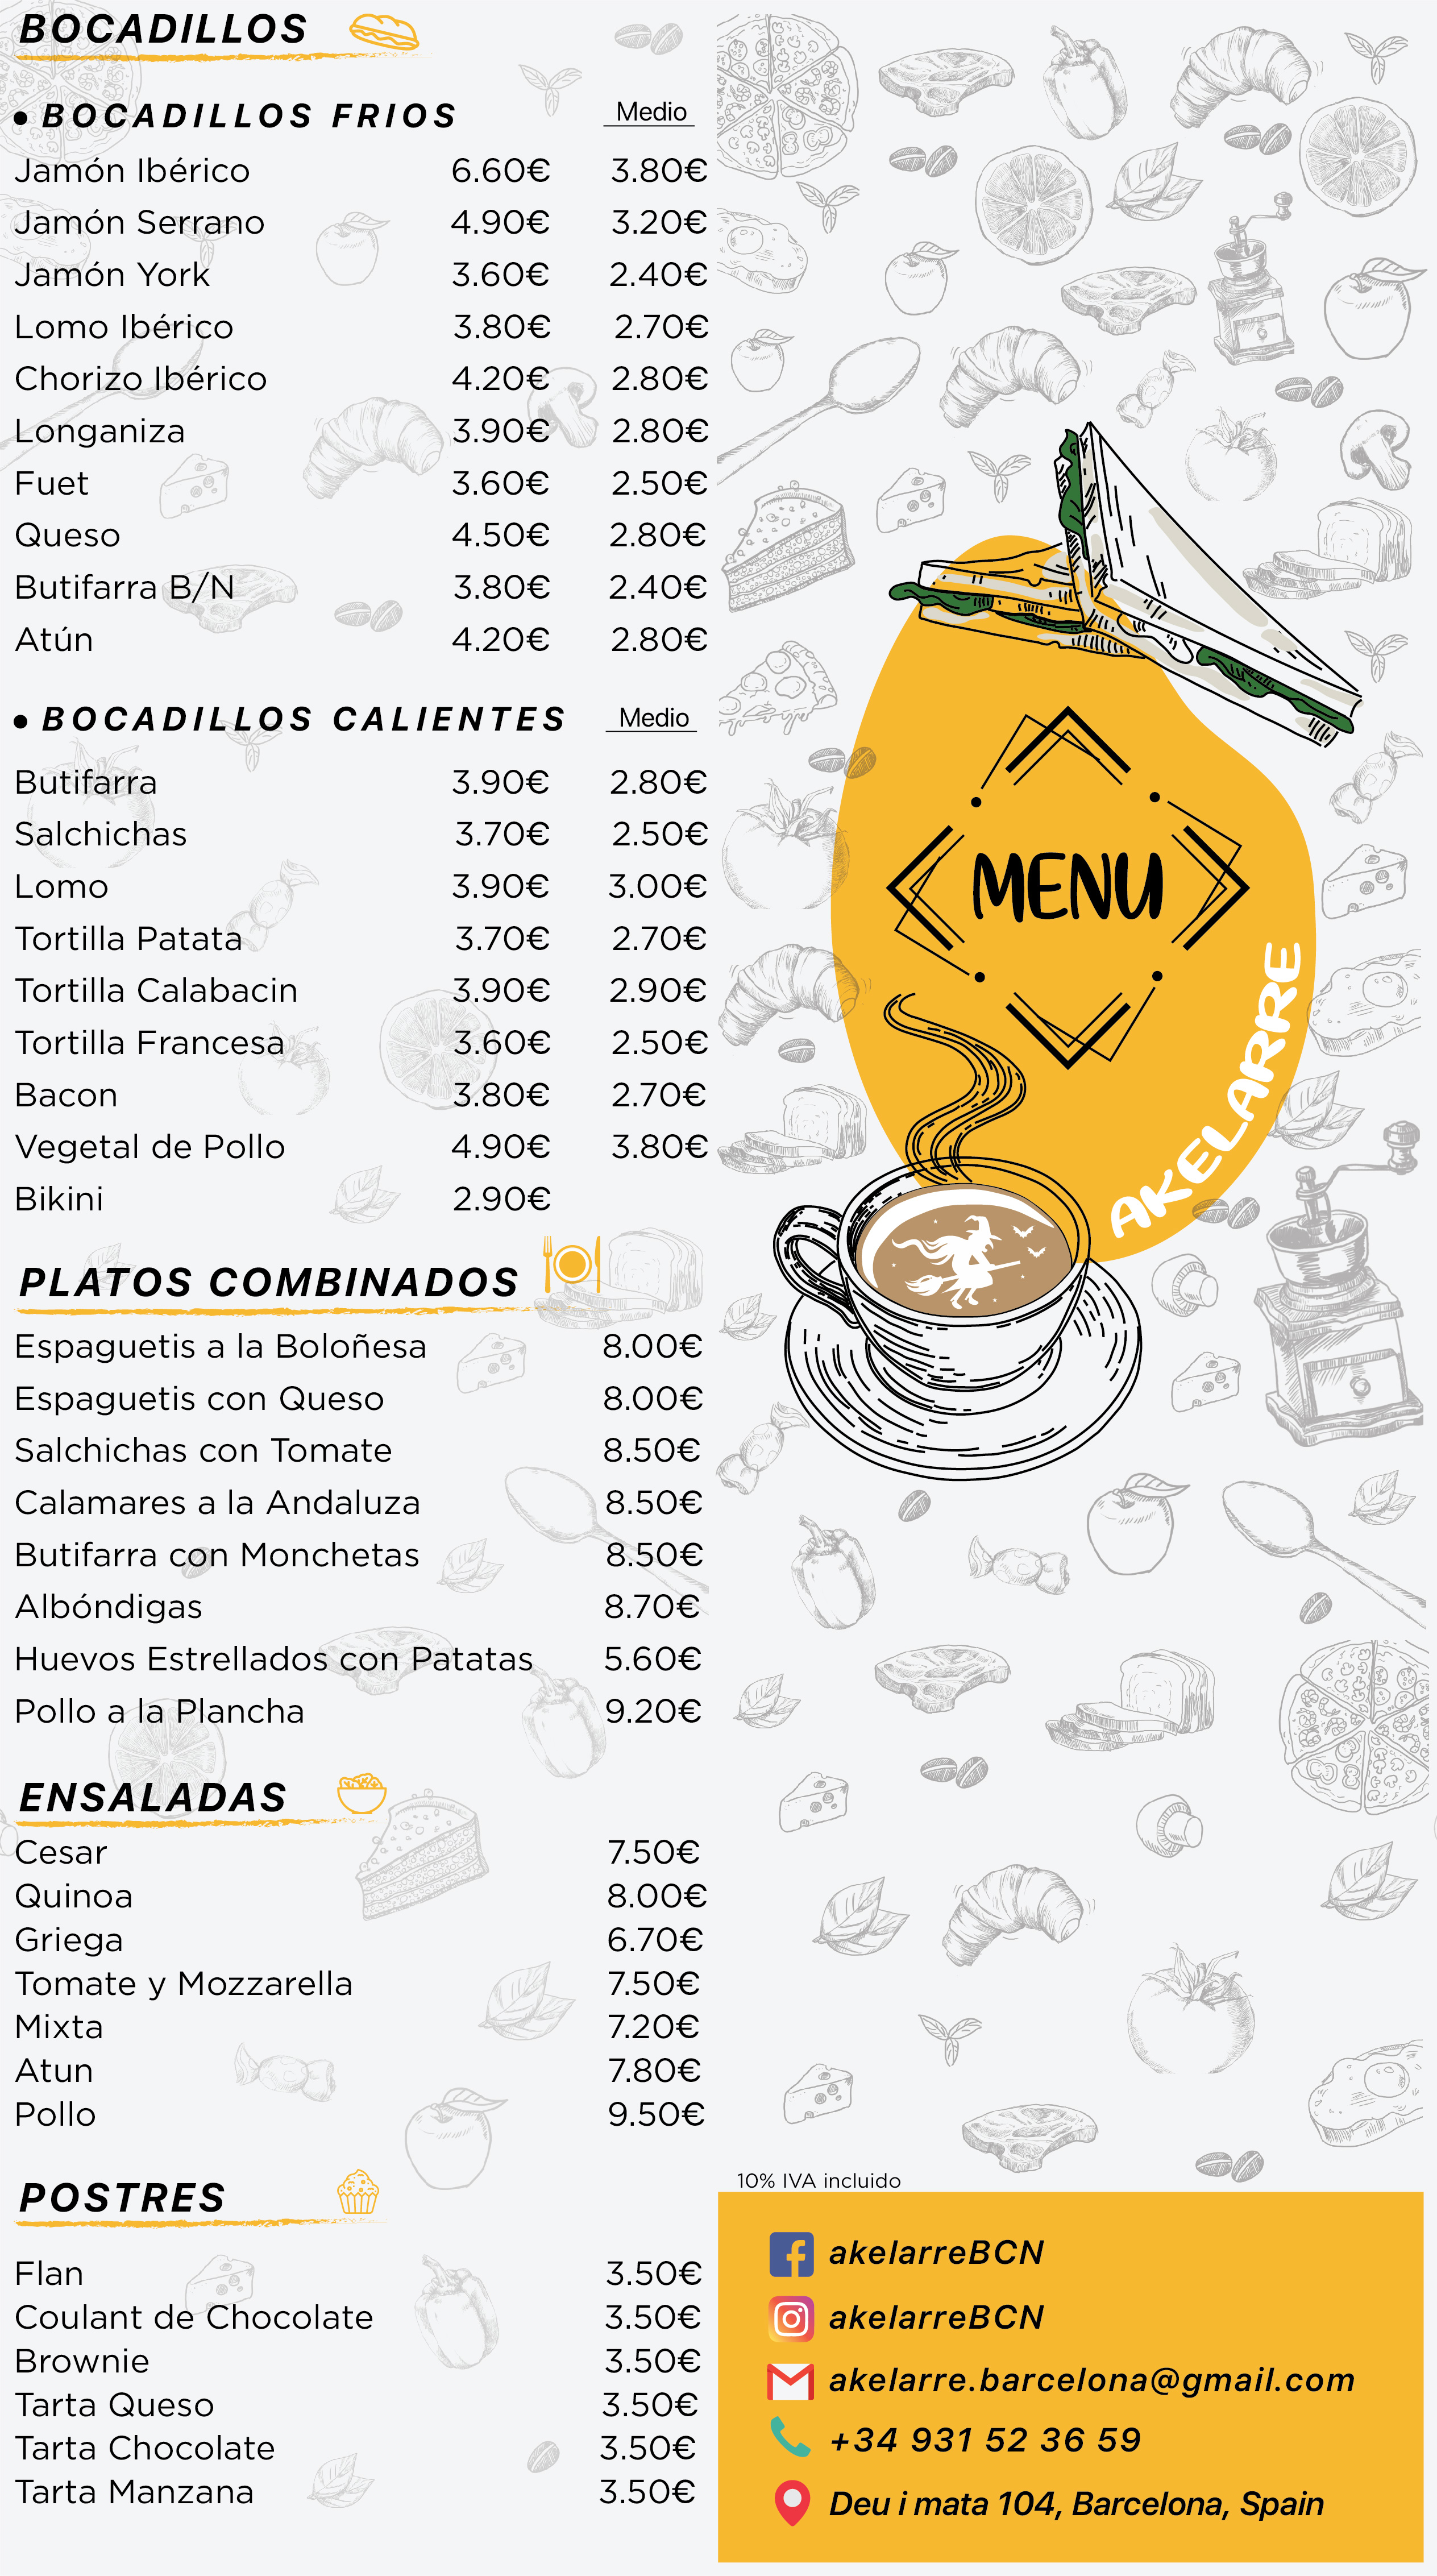 BOCADILLOS
• BOCADILLOS FRIOS Medio
Jamón Ibérico 6.60€ 3.80€
Jamón Serrano 4.90€ 3.20€
Jamón York 3.60€ 2.40€
Lomo Ibérico 3.80€ 2.70€
Chorizo Ibérico 4.20€ 2.80€
Longaniza 3.90€ 2.80€
Fuet 3.60€ 2.50€
Queso 4.50€ 2.80€
Butifarra B/N 3.80€ 2.40€
Atún 4.20€ 2.80€
• BOCADILLOS CALIENTES Medio
Butifarra 3.90€ 2.80€
Salchichas 3.70€ 2.50€
Lomo 3.90€ 3.00€
Tortilla Patata 3.70€ 2.70€
Tortilla Calabacin 3.90€ 2.90€
Tortilla Francesa 3.60€ 2.50€
Bacon 3.80€ 2.70€
Vegetal de Pollo 4.90€ 3.80€
Bikini 2.90€
PLATOS COMBINADOS
Espaguetis a la Boloñesa 8.00€
Espaguetis con Queso 8.00€
Salchichas con Tomate 8.50€
Calamares a la Andaluza 8.50€
Butifarra con Monchetas 8.50€
Albóndigas 8.70€
Huevos Estrellados con Patatas 5.60€
Pollo a la Plancha 9.20€
ENSALADAS
Cesar 7.50€
Quinoa 8.00€
Griega 6.70€
Tomate y Mozzarella 7.50€
Mixta 7.20€
Atun 7.80€
Pollo 9.50€
POSTRES
Flan 3.50€
Coulant de Chocolate 3.50€
Brownie 3.50€
Tarta Queso 3.50€
Tarta Chocolate 3.50€
Tarta Manzana 3.50€
MENU
AKELARRE
10% IVA incluido
akelarreBCN
akelarreBCN
akelarre.barcelona@gmail.com
+34 931 52 36 59
Deu i mata 104, Barcelona, Spain